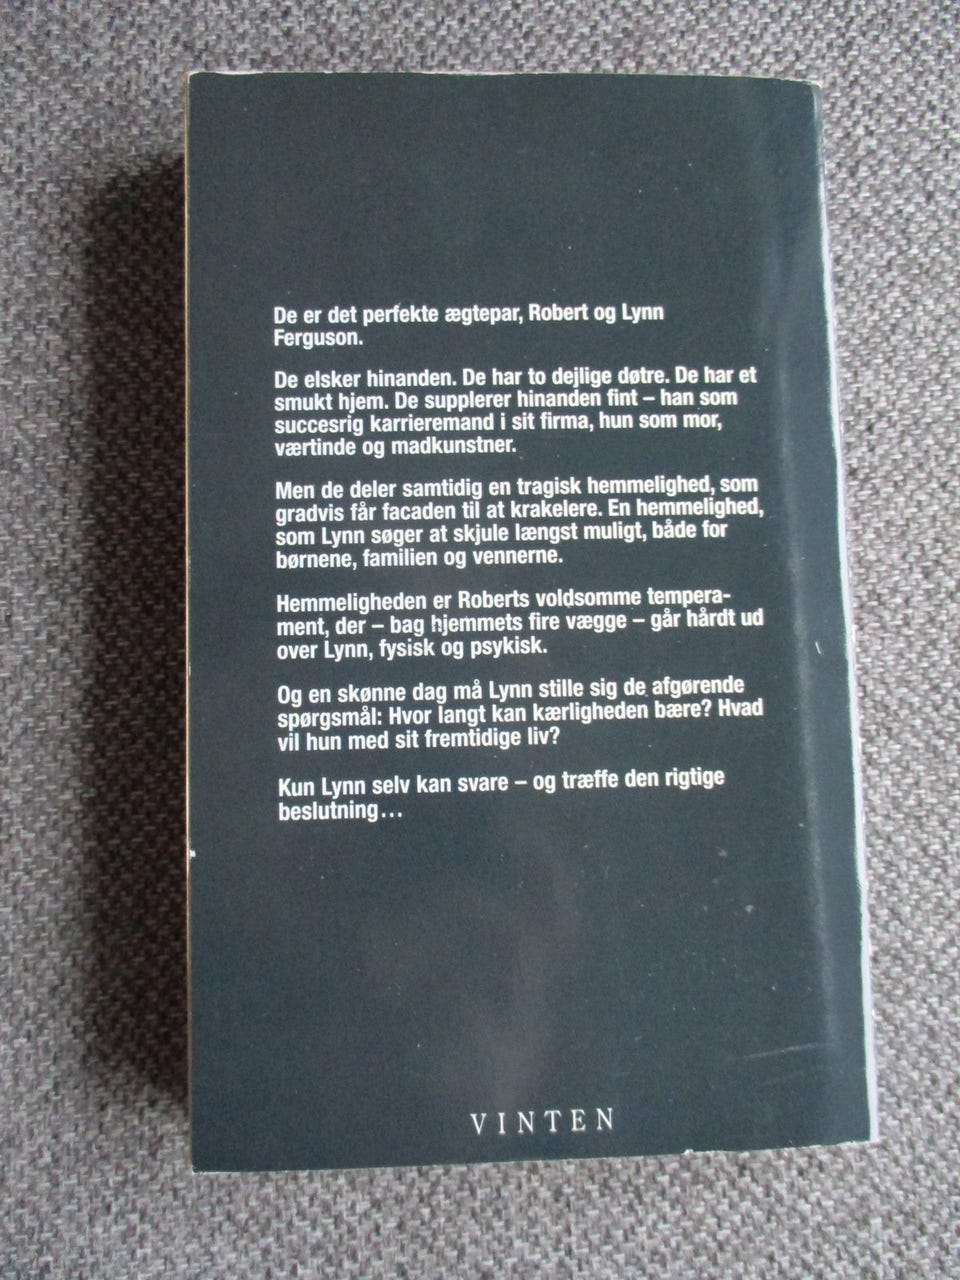 De er det perfekte ægtepar, Robert og Lynn
Ferguson.
De elsker hinanden. De har to dejlige døtre. De har et
smukt hjem. De supplerer hinanden fint – han som
succesrig karrieremand i sit firma, hun som mor,
værtinde og madkunstner.
Men de deler samtidig en tragisk hemmelighed, som
gradvis får facaden til at krakelere. En hemmelighed,
som Lynn søger at skjule længst muligt, både for
børnene, familien og vennerne.
Hemmeligheden er Roberts voldsomme tempera-
ment, der – bag hjemmets fire vægge – går hårdt ud
over Lynn, fysisk og psykisk.
Og en skønne dag må Lynn stille sig de afgørende
spørgsmål: Hvor langt kan kærligheden bære? Hvad
vil hun med sit fremtidige liv?
Kun Lynn selv kan svare – og træffe den rigtige
beslutning...
VINTEN